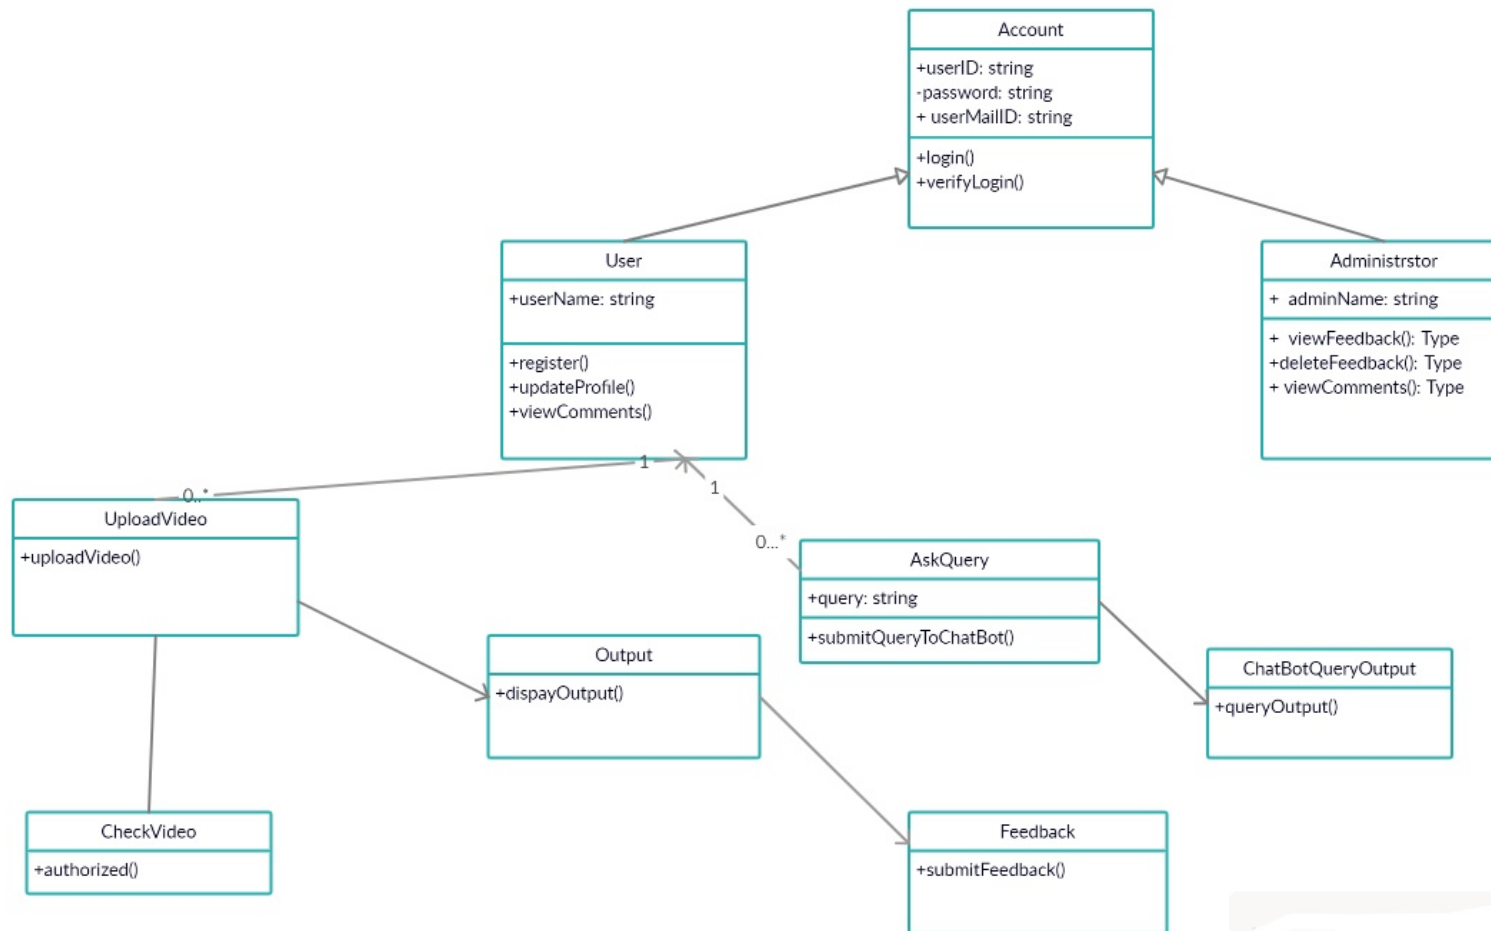 Account
+userID: string
-password: string
+ userMailID: string
+login()
+verifyLogin()
User
+userName: string
+register()
+updateProfile()
+viewComments()
Administrstor
+ adminName: string
+ viewFeedback(): Type
+deleteFeedback(): Type
+ viewComments(): Type
1
0..*
1
0...*
UploadVideo
+uploadVideo()
AskQuery
+query: string
+submitQueryToChatBot()
Output
+dispayOutput()
ChatBotQueryOutput
+queryOutput()
CheckVideo
+authorized()
Feedback
+submitFeedback()